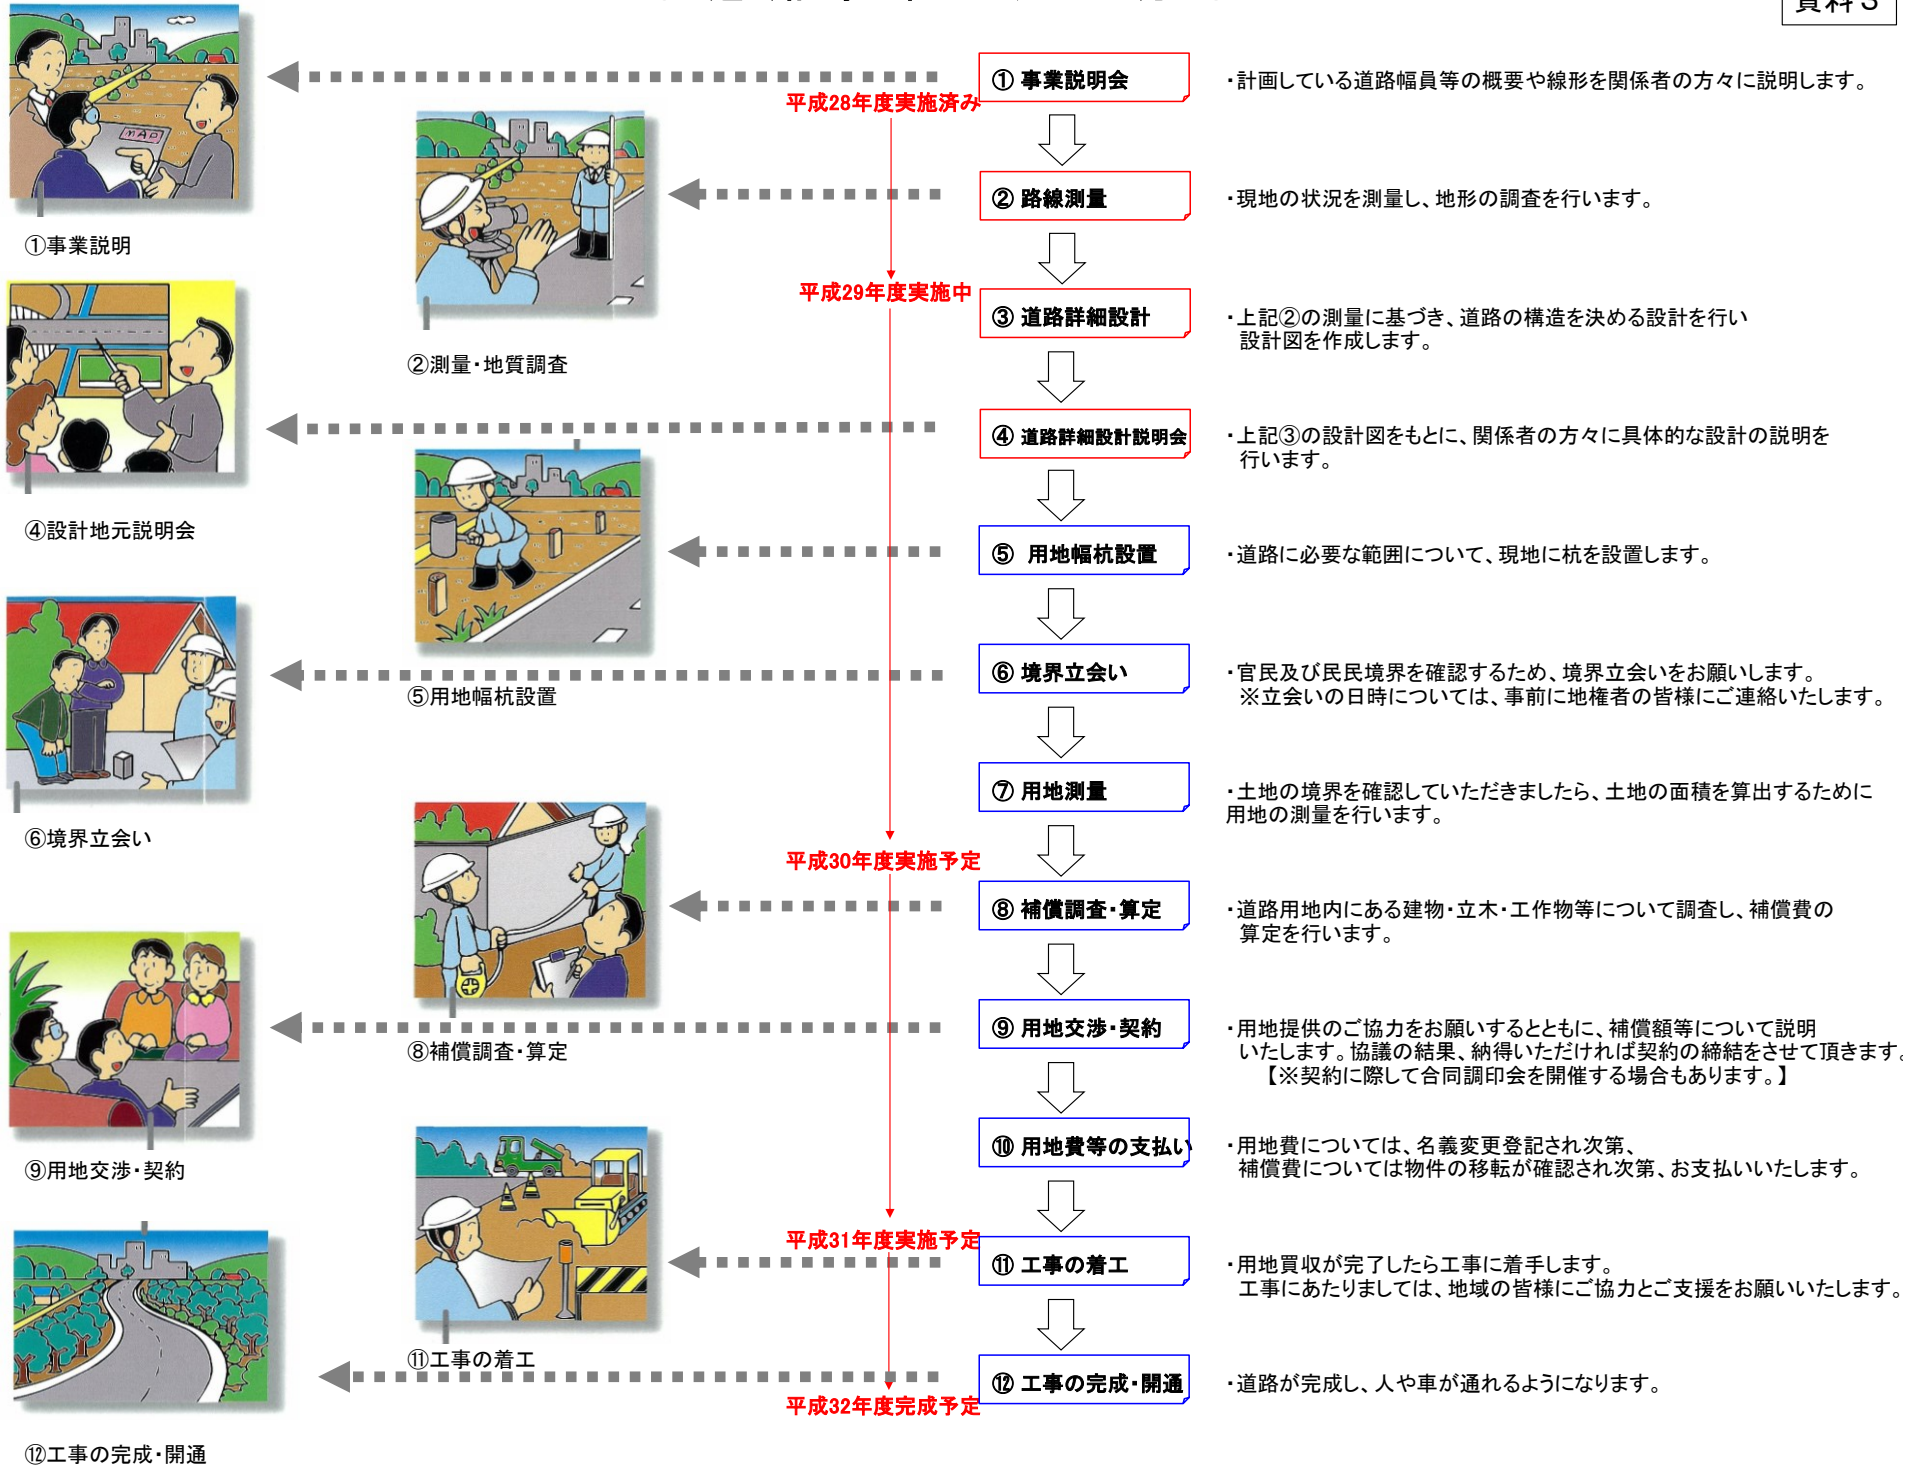 資料3
① 事業説明会
・計画している道路幅員等の概要や線形を関係者の方々に説明します。
平成28年度実施済み
MAP
①事業説明
② 路線測量
・現地の状況を測量し、地形の調査を行います。
②測量・地質調査
平成29年度実施中
③ 道路詳細設計
・上記②の測量に基づき、道路の構造を決める設計を行い
設計図を作成します。
④ 道路詳細設計説明会
・上記③の設計図をもとに、関係者の方々に具体的な設計の説明を
行います。
④設計地元説明会
⑤ 用地幅杭設置
・道路に必要な範囲について、現地に杭を設置します。
⑤用地幅杭設置
⑥ 境界立会い
・官民及び民民境界を確認するため、境界立会いをお願いします。
※立会いの日時については、事前に地権者の皆様にご連絡いたします。
⑥境界立会い
⑦ 用地測量
・土地の境界を確認していただきましたら、土地の面積を算出するために
用地の測量を行います。
平成30年度実施予定
⑧ 補償調査・算定
・道路用地内にある建物・立木・工作物等について調査し、補償費の
算定を行います。
⑧補償調査・算定
⑨ 用地交渉・契約
・用地提供のご協力をお願いするとともに、補償額等について説明
いたします。協議の結果、納得いただければ契約の締結をさせて頂きます。
【※契約に際して合同調印会を開催する場合もあります。】
⑨用地交渉・契約
⑩ 用地費等の支払い
・用地費については、名義変更登記され次第、
補償費については物件の移転が確認され次第、お支払いいたします。
平成31年度実施予定
⑪ 工事の着工
・用地買収が完了したら工事に着手します。
工事にあたりましては、地域の皆様にご協力とご支援をお願いいたします。
⑪工事の着工
⑫ 工事の完成・開通
・道路が完成し、人や車が通れるようになります。
平成32年度完成予定
⑫工事の完成・開通